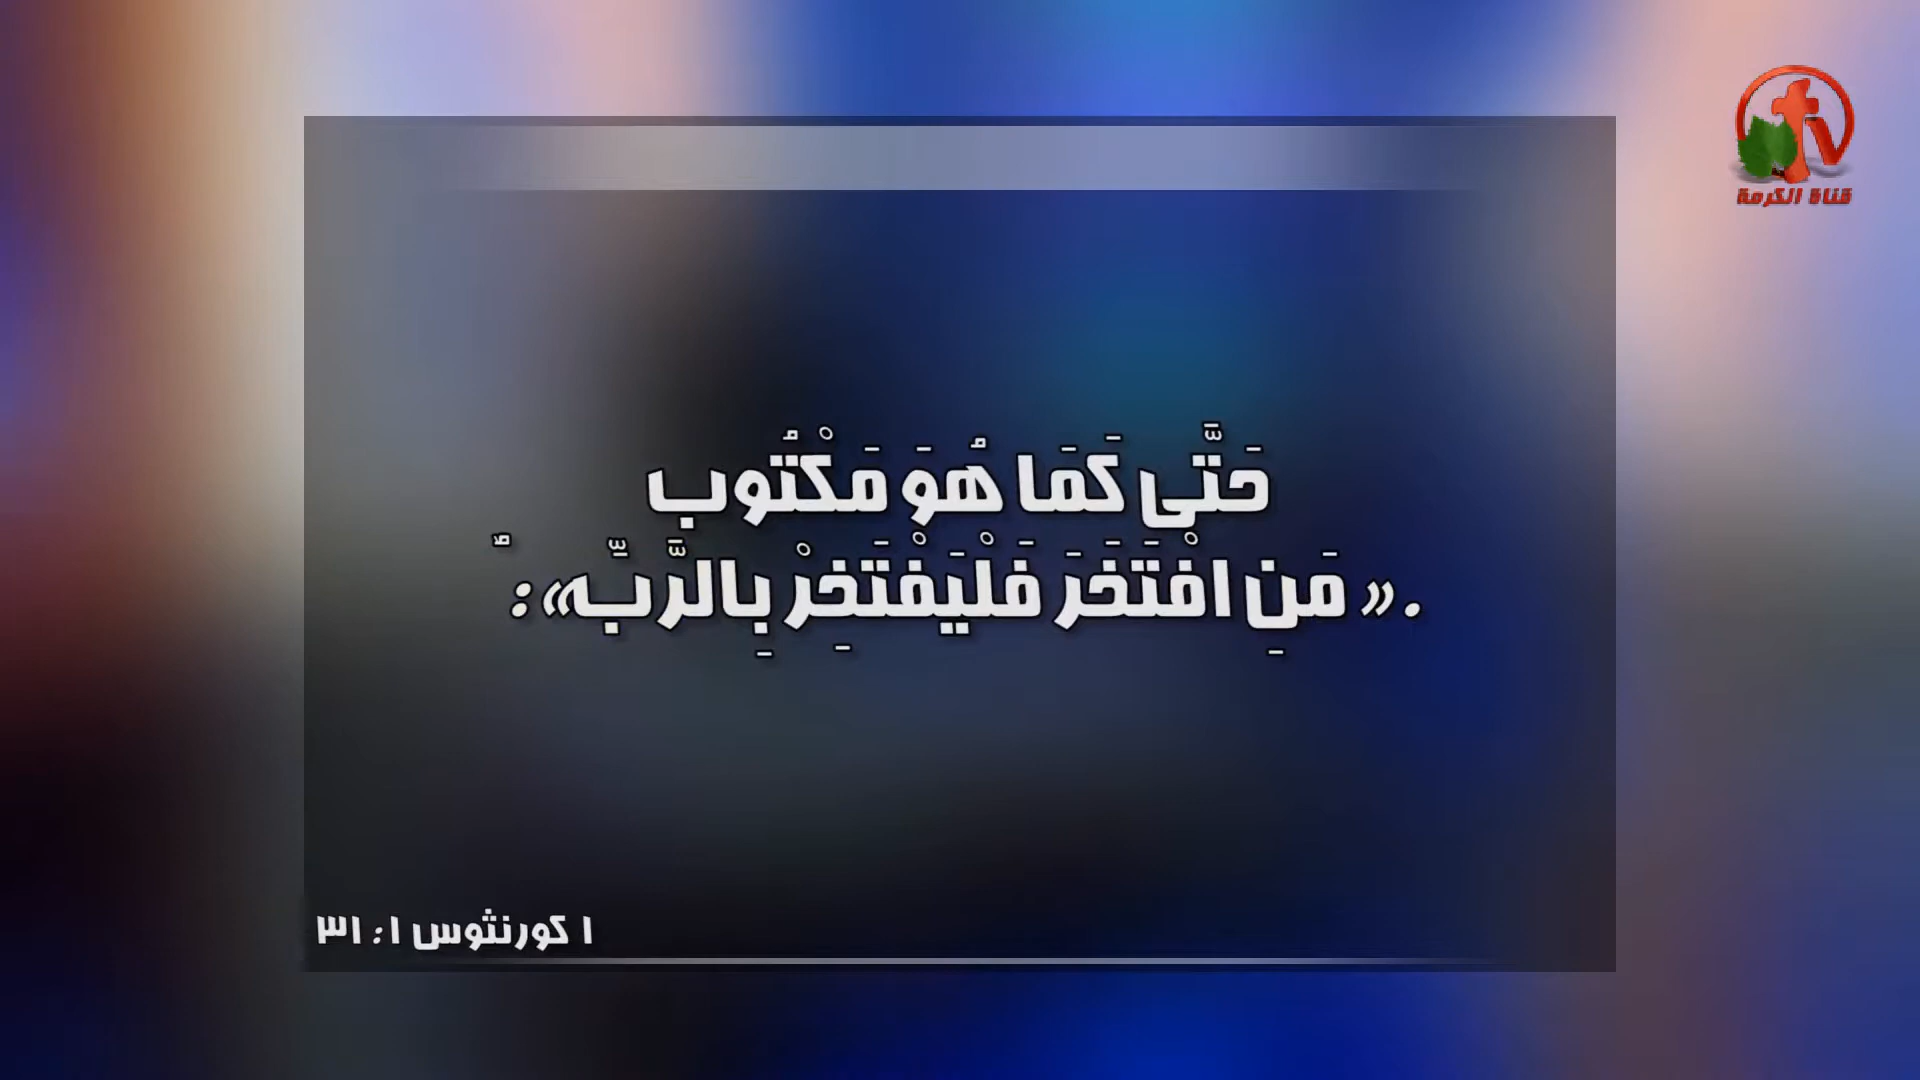 قناة الكرمة
حَتَّى كَمَا هُوَ مَكْتُوب
. « مَنِ افْتَخَرَ فَلْيَفْتَخِرْ بِالرَّبِّه» : ٌ
١ كورنثوس ١: ٣١